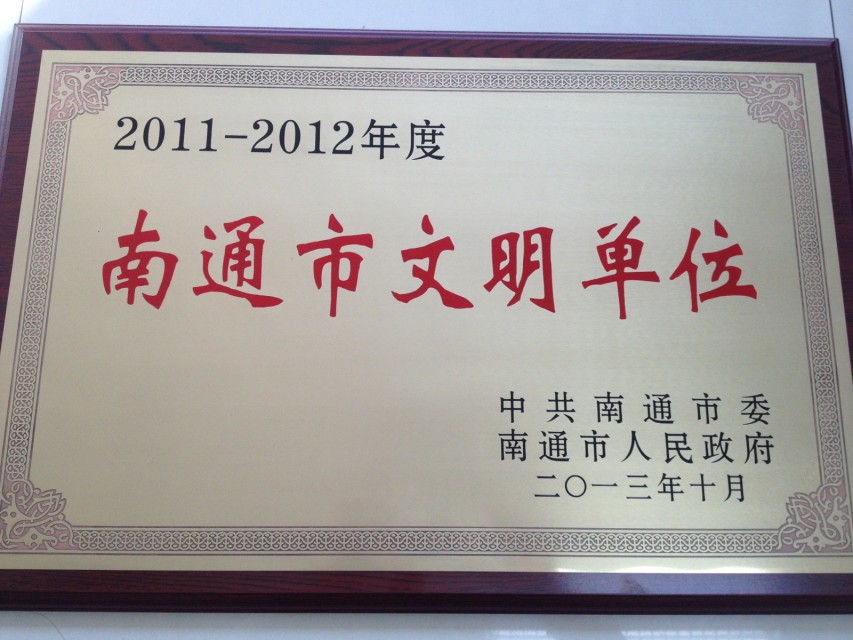 2011-2012年度
南通市文明单位
中共南通市委
南通市人民政府
二〇一三年十月